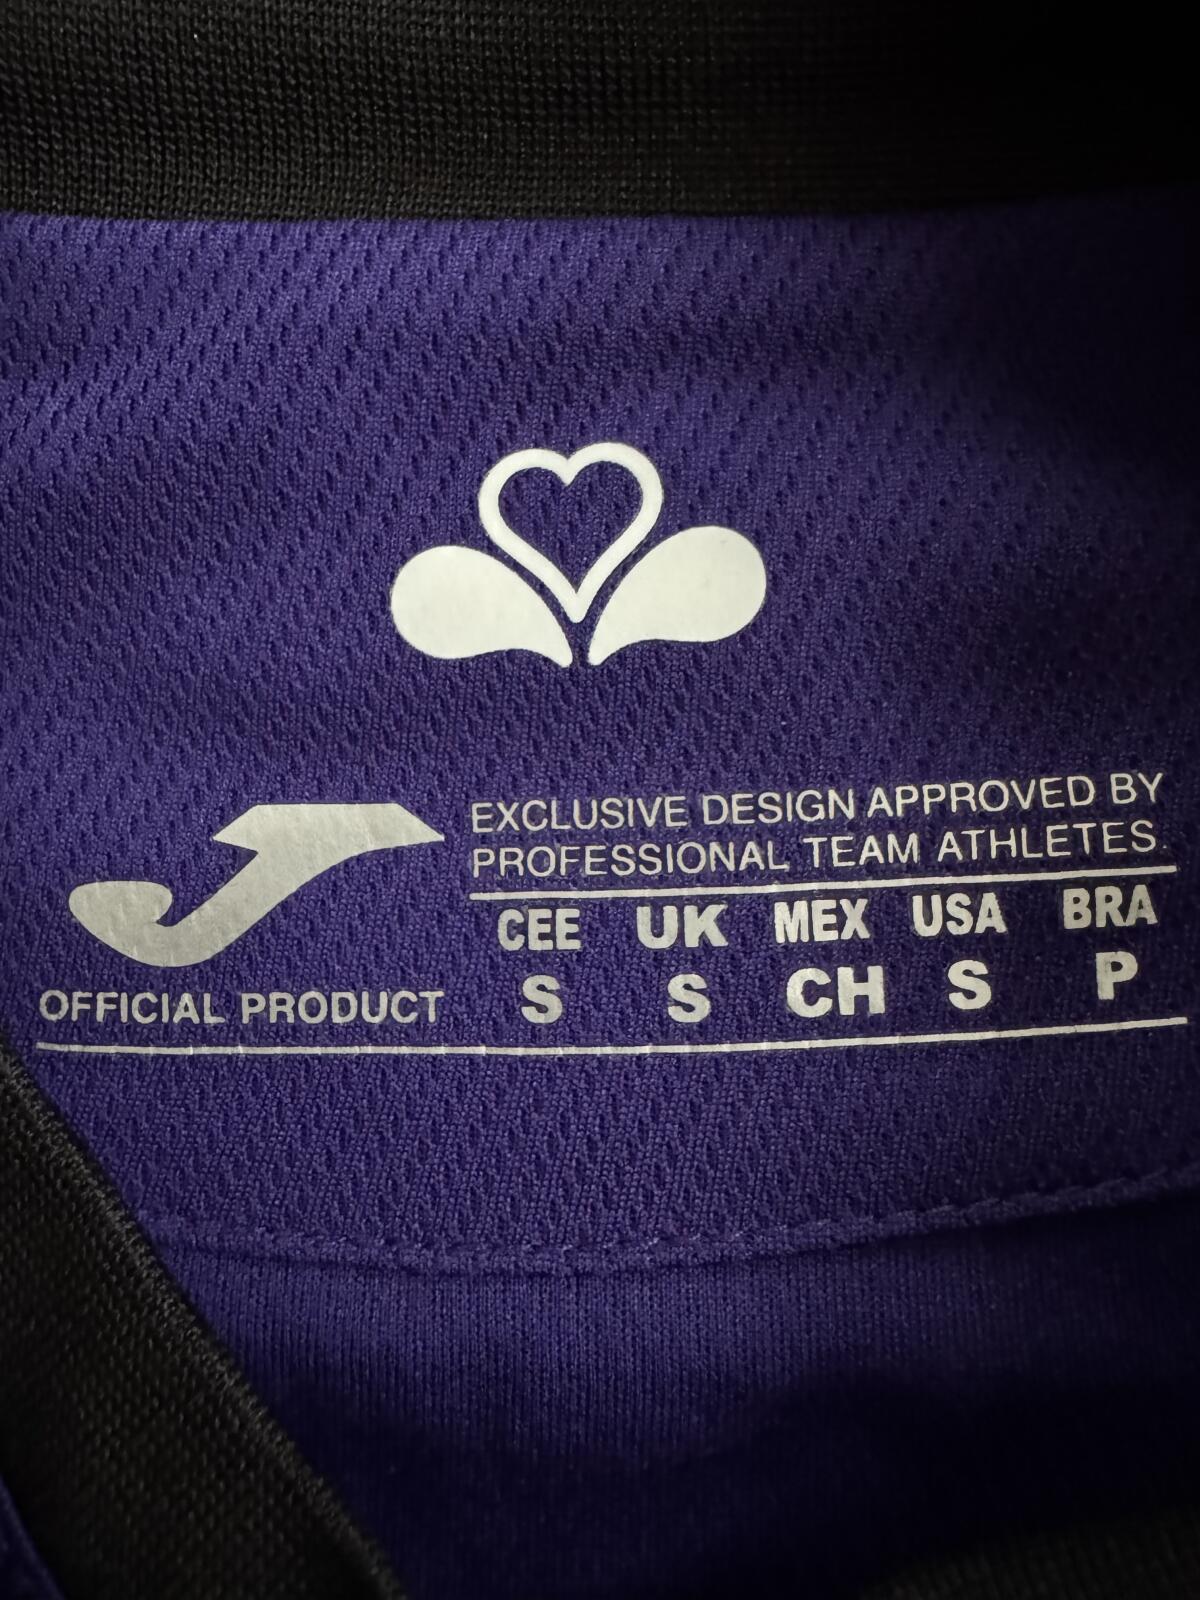 EXCLUSIVE DESIGN APPROVED BY
PROFESSIONAL TEAM ATHLETES.
CEE UK MEX USA BRA
S S CH S P
OFFICIAL PRODUCT